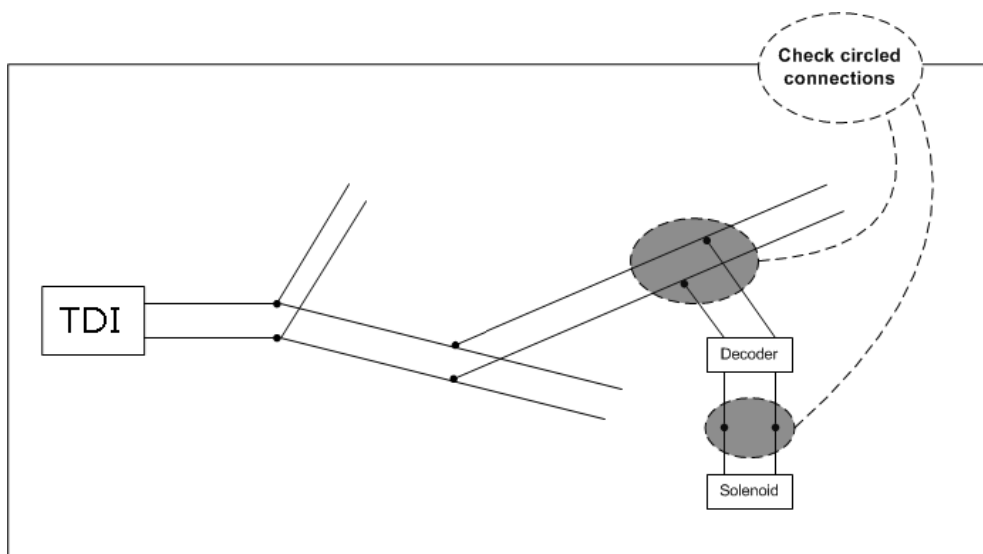 Check circled
connections
TDI
Decoder
Solenoid